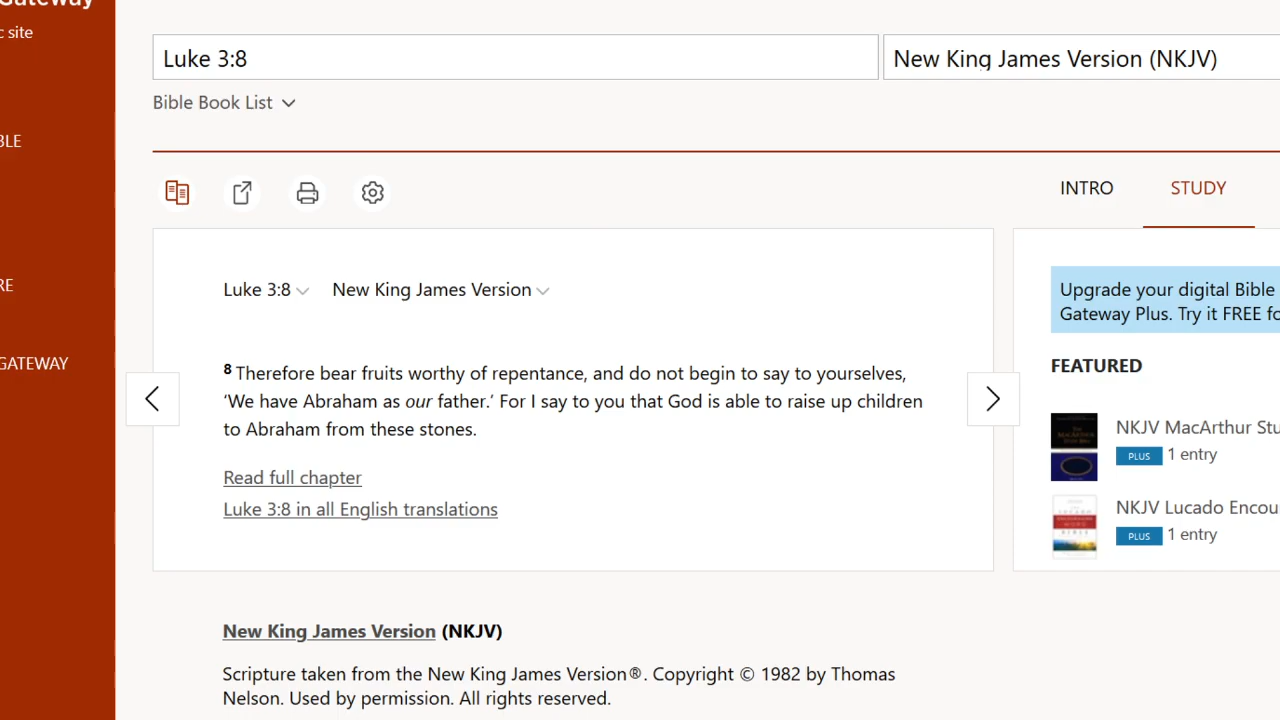 Gateway
c site
BLE
RE
GATEWAY
Luke 3:8
New King James Version (NKJV)
Bible Book List
INTRO
STUDY
Luke 3:8
New King James Version
8 Therefore bear fruits worthy of repentance, and do not begin to say to yourselves,
‘We have Abraham as our father.’ For I say to you that God is able to raise up children
to Abraham from these stones.
Read full chapter
Luke 3:8 in all English translations
Upgrade your digital Bible
Gateway Plus. Try it FREE fo
FEATURED
NKJV MacArthur Stu
PLUS 1 entry
NKJV Lucado Encou
PLUS 1 entry
New King James Version (NKJV)
Scripture taken from the New King James Version®. Copyright © 1982 by Thomas
Nelson. Used by permission. All rights reserved.